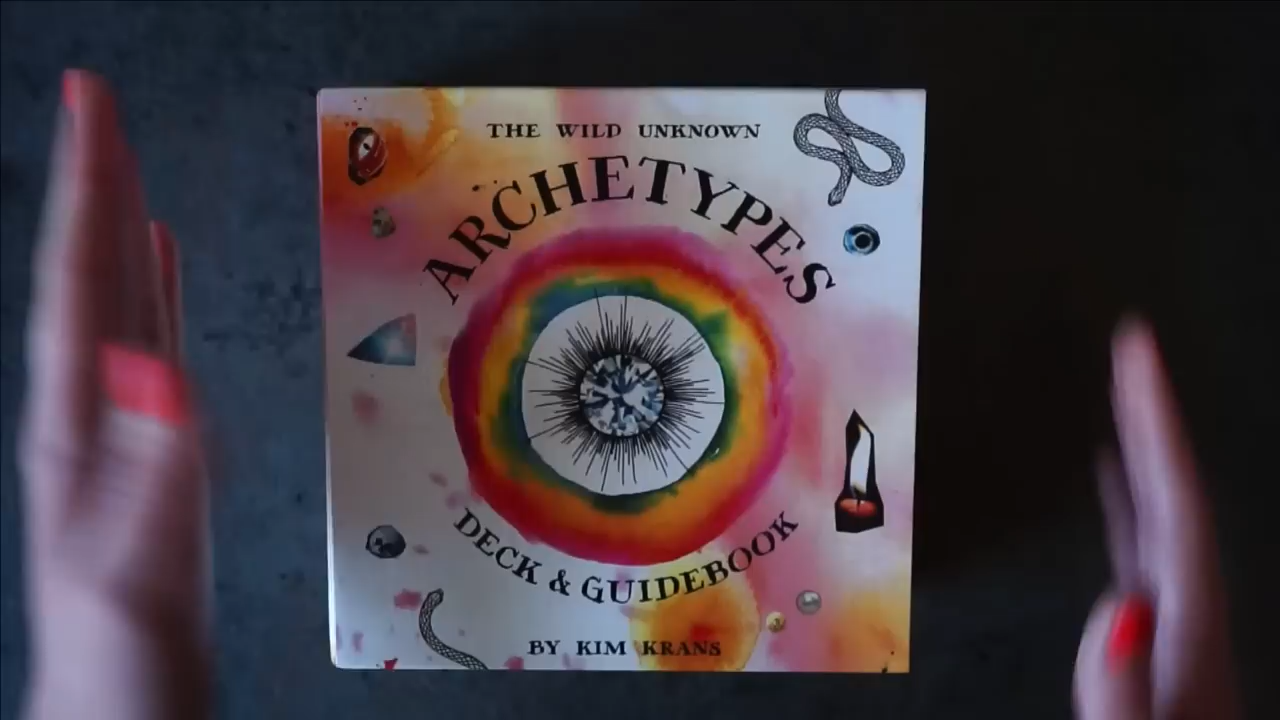 THE WILD UNKNOWN
ARCHETYPES
DECK & GUIDEBOOK
BY KIM KRANS